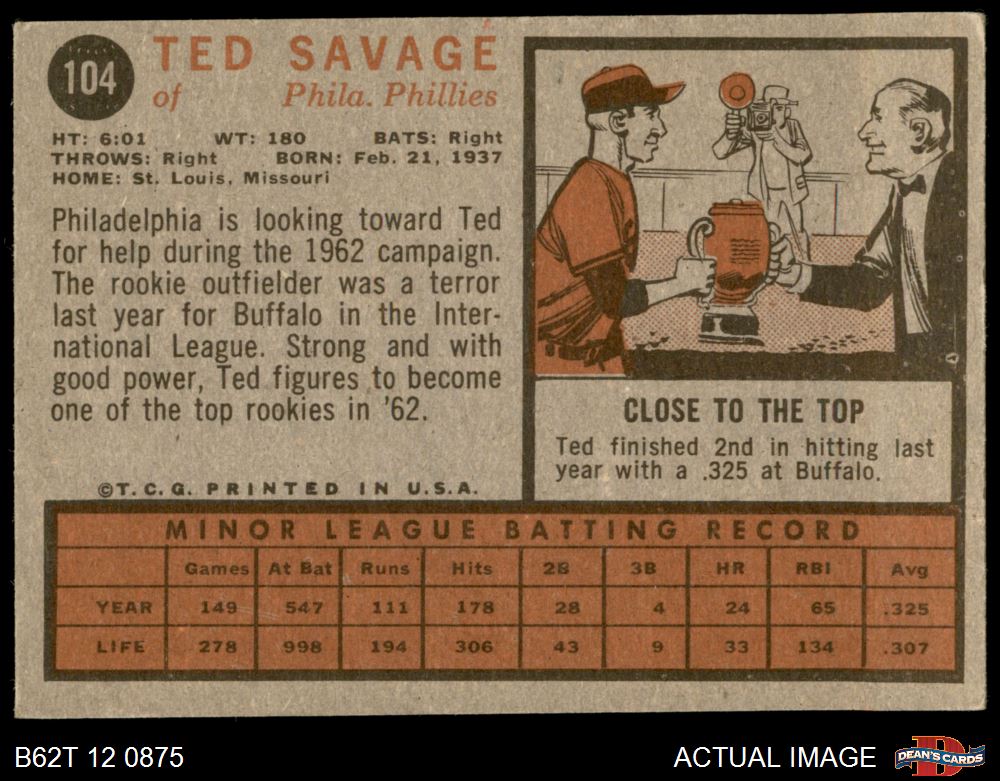 104
TED SAVAGE
of Phila. Phillies
HT: 6:01 WT: 180 BATS: Right
THROWS: Right BORN: Feb. 21, 1937
HOME: St. Louis, Missouri
Philadelphia is looking toward Ted
for help during the 1962 campaign.
The rookie outfielder was a terror
last year for Buffalo in the Inter-
national League. Strong and with
good power, Ted figures to become
one of the top rookies in '62.
©T.C.G. PRINTED IN U.S.A.
CLOSE TO THE TOP
Ted finished 2nd in hitting last
year with a .325 at Buffalo.
MINOR LEAGUE BATTING RECORD
Games At Bat Runs Hits 2B 3B HR RBI Avg
YEAR 149 547 111 178 28 4 24 65 .325
LIFE 278 998 194 306 43 9 33 134 .307
B62T 12 0875
ACTUAL IMAGE
D
DEAN'S CARDS